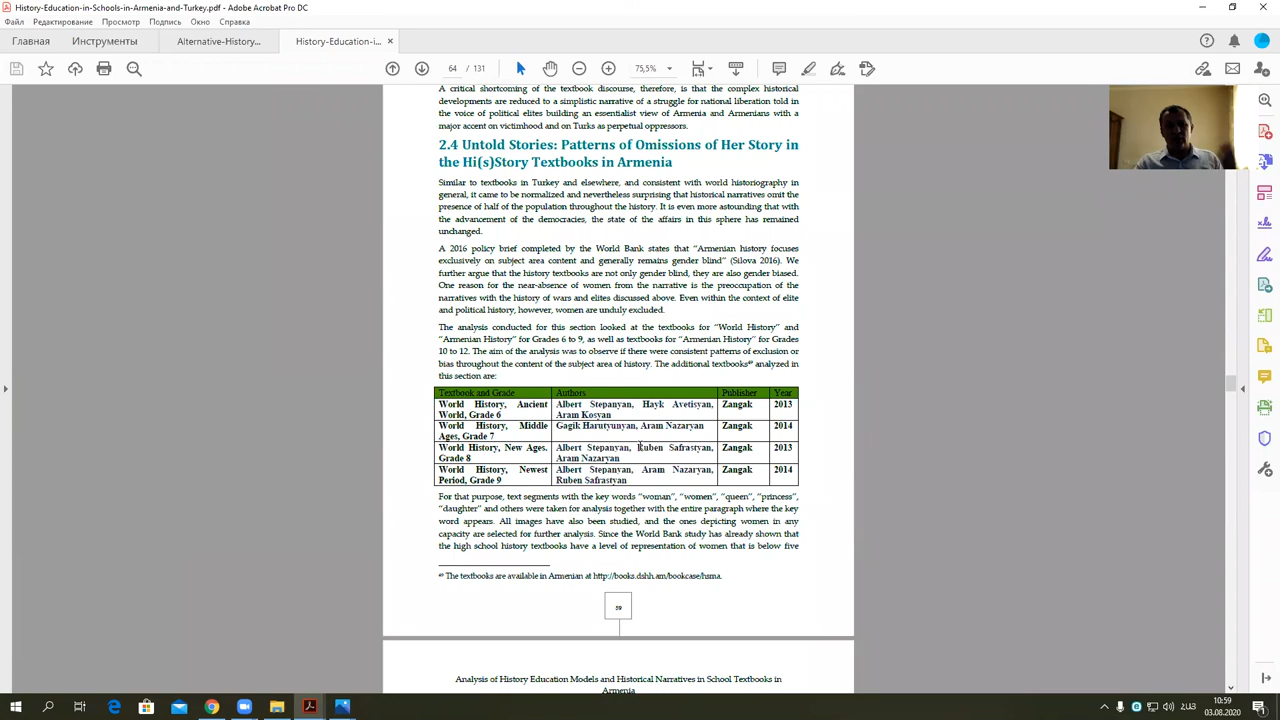 History-Education-in-Schools-in-Armenia-and-Turkey.pdf - Adobe Acrobat Pro DC
Файл Редактирование Просмотр Подпись Окно Справка
Главная Инструменты Alternative-History... History-Education-i... ×
64 / 131 75,5%
A critical shortcoming of the textbook discourse, therefore, is that the complex historical
developments are reduced to a simplistic narrative of a struggle for national liberation told in
the voice of political elites building an essentialist view of Armenia and Armenians with a
major accent on victimhood and on Turks as perpetual oppressors.
2.4 Untold Stories: Patterns of Omissions of Her Story in
the Hi(s)Story Textbooks in Armenia
Similar to textbooks in Turkey and elsewhere, and consistent with world historiography in
general, it came to be normalized and nevertheless surprising that historical narratives omit the
presence of half of the population throughout the history. It is even more astounding that with
the advancement of the democracies, the state of the affairs in this sphere has remained
unchanged.
A 2016 policy brief completed by the World Bank states that “Armenian history focuses
exclusively on subject area content and generally remains gender blind” (Silova 2016). We
further argue that the history textbooks are not only gender blind, they are also gender biased.
One reason for the near-absence of women from the narrative is the preoccupation of the
narratives with the history of wars and elites discussed above. Even within the context of elite
and political history, however, women are unduly excluded.
The analysis conducted for this section looked at the textbooks for “World History” and
“Armenian History” for Grades 6 to 9, as well as textbooks for “Armenian History” for Grades
10 to 12. The aim of the analysis was to observe if there were consistent patterns of exclusion or
bias throughout the content of the subject area of history. The additional textbooks⁴⁹ analyzed in
this section are:
Textbook and Grade Authors Publisher Year
World History, Ancient World, Grade 6 Albert Stepanyan, Hayk Avetisyan, Aram Kosyan Zangak 2013
World History, Middle Ages, Grade 7 Gagik Harutyunyan, Aram Nazaryan Zangak 2014
World History, New Ages, Grade 8 Albert Stepanyan, Ruben Safrastyan, Aram Nazaryan Zangak 2013
World History, Newest Period, Grade 9 Albert Stepanyan, Aram Nazaryan, Ruben Safrastyan Zangak 2014
For that purpose, text segments with the key words “woman”, “women”, “queen”, “princess”,
“daughter” and others were taken for analysis together with the entire paragraph where the key
word appears. All images have also been studied, and the ones depicting women in any
capacity are selected for further analysis. Since the World Bank study has already shown that
the high school history textbooks have a level of representation of women that is below five
⁴⁹ The textbooks are available in Armenian at http://books.dshh.am/bookcase/hsma.
59
Analysis of History Education Models and Historical Narratives in School Textbooks in
Armenia
10:59
03.08.2020